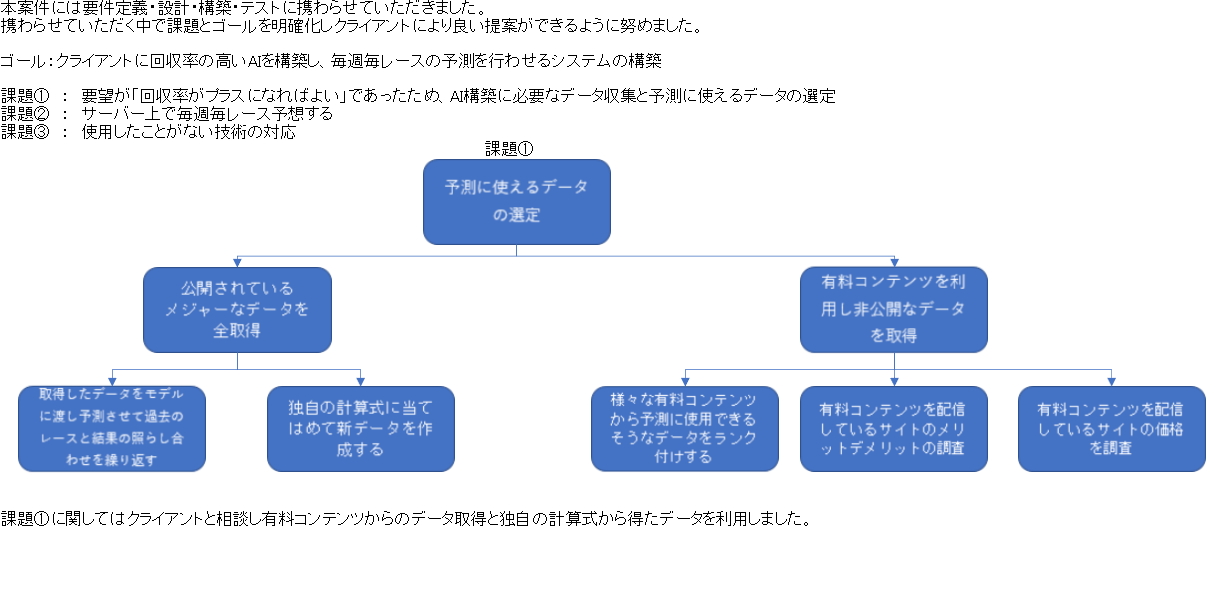 本案件には要件定義・設計・構築・テストに携わらせていただきました。
携わらせていただく中で課題とゴールを明確化しクライアントにより良い提案ができるように努めました。
ゴール：クライアントに回収率の高いAIを構築し、毎週毎レースの予測を行わせるシステムの構築
課題① ： 要望が「回収率がプラスになればよい」であったため、AI構築に必要なデータ収集と予測に使えるデータの選定
課題② ： サーバー上で毎週毎レース予想する
課題③ ： 使用したことがない技術の対応
課題①
予測に使えるデータ
の選定
公開されている
メジャーなデータを
全取得
有料コンテンツを利
用し非公開なデータ
を取得
取得したデータをモデル
に渡し予測させて過去の
レースと結果の照らし合
わせを繰り返す
独自の計算式に当て
はめて新データを作
成する
様々な有料コンテンツ
から予測に使用できる
そうなデータをランク
付けする
有料コンテンツを配信
しているサイトのメリ
ットデメリットの調査
有料コンテンツを配信
しているサイトの価格
を調査
課題①に関してはクライアントと相談し有料コンテンツからのデータ取得と独自の計算式から得たデータを利用しました。